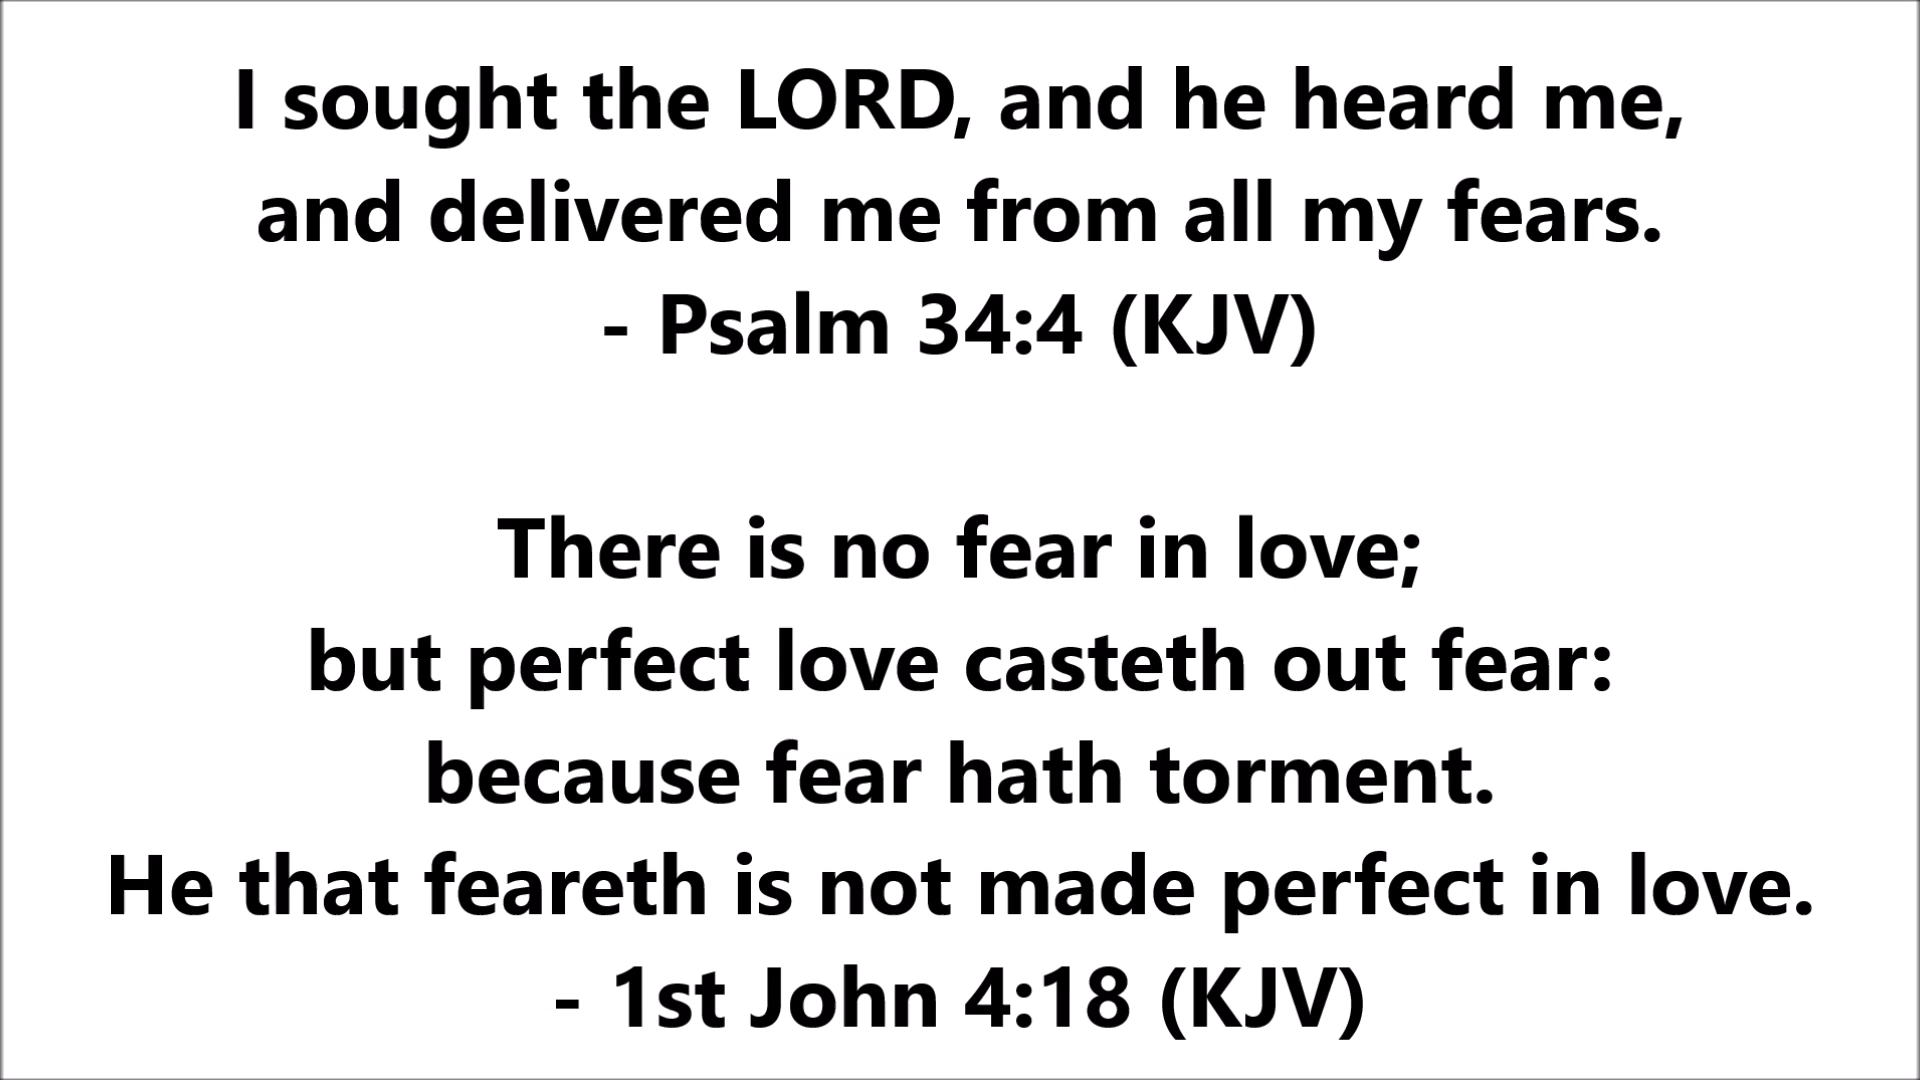 I sought the LORD, and he heard me,
and delivered me from all my fears.
- Psalm 34:4 (KJV)
There is no fear in love;
but perfect love casteth out fear:
because fear hath torment.
He that feareth is not made perfect in love.
- 1st John 4:18 (KJV)